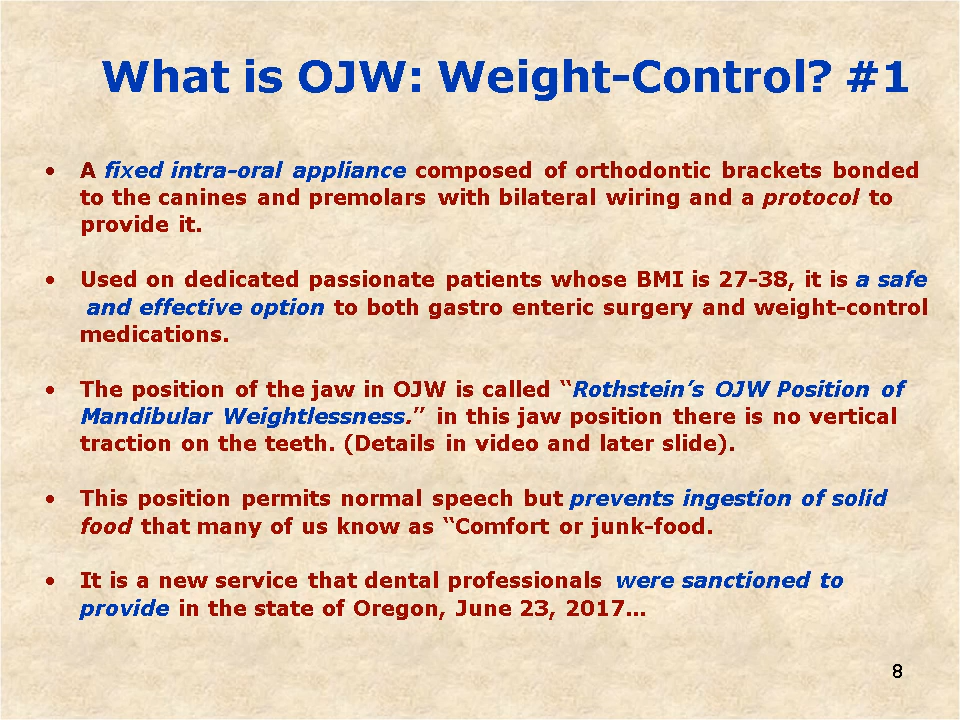 What is OJW: Weight-Control? #1
• A fixed intra-oral appliance composed of orthodontic brackets bonded
to the canines and premolars with bilateral wiring and a protocol to
provide it.
• Used on dedicated passionate patients whose BMI is 27-38, it is a safe
and effective option to both gastro enteric surgery and weight-control
medications.
• The position of the jaw in OJW is called “Rothstein’s OJW Position of
Mandibular Weightlessness.” in this jaw position there is no vertical
traction on the teeth. (Details in video and later slide).
• This position permits normal speech but prevents ingestion of solid
food that many of us know as “Comfort or junk-food.
• It is a new service that dental professionals were sanctioned to
provide in the state of Oregon, June 23, 2017…
8